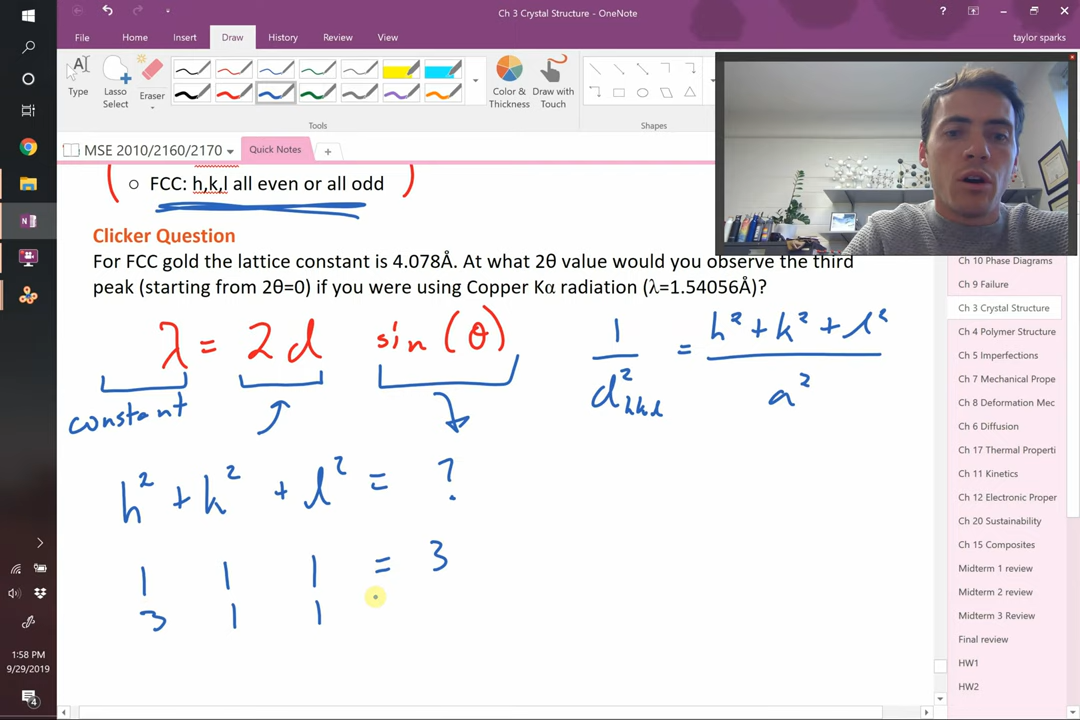 Ch 3 Crystal Structure - OneNote
?
File Home Insert Draw History Review View
taylor sparks
Type
Lasso Select
Eraser
Color & Thickness
Draw with Touch
Tools
Shapes
MSE 2010/2160/2170
Quick Notes
+
FCC: h,k,l all even or all odd
Clicker Question
For FCC gold the lattice constant is 4.078Å. At what 2θ value would you observe the third
peak (starting from 2θ=0) if you were using Copper Kα radiation (λ=1.54056Å)?
λ = 2d sin(θ)
1/d²hkl = h² + k² + l² / a²
constant
h² + k² + l² = ?
1 1 1 = 3
3 1 1
Ch 10 Phase Diagrams
Ch 9 Failure
Ch 3 Crystal Structure
Ch 4 Polymer Structure
Ch 5 Imperfections
Ch 7 Mechanical Prope
Ch 8 Deformation Mec
Ch 6 Diffusion
Ch 17 Thermal Properti
Ch 11 Kinetics
Ch 12 Electronic Proper
Ch 20 Sustainability
Ch 15 Composites
Midterm 1 review
Midterm 2 review
Midterm 3 Review
Final review
HW1
HW2
1:58 PM
9/29/2019
4